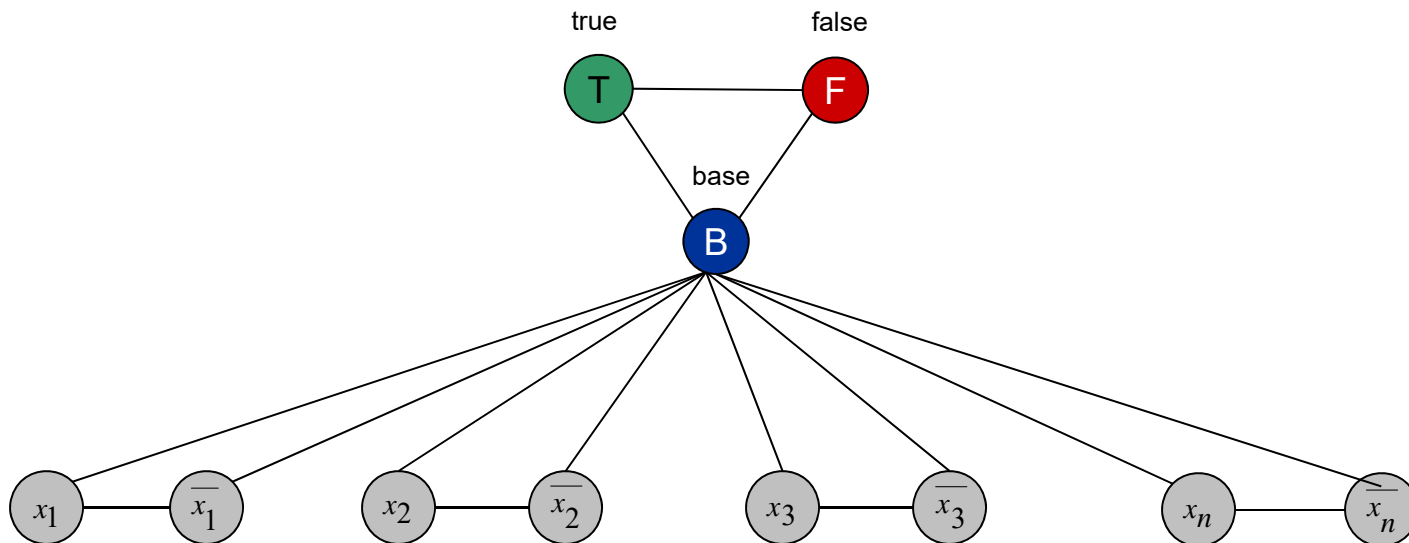 true false
T F
base
B
x₁ x̅₁ x₂ x̅₂ x₃ x̅₃ xₙ x̅ₙ